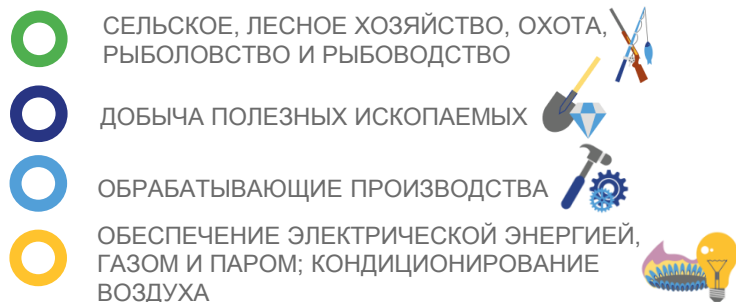 СЕЛЬСКОЕ, ЛЕСНОЕ ХОЗЯЙСТВО, ОХОТА,
РЫБОЛОВСТВО И РЫБОВОДСТВО
ДОБЫЧА ПОЛЕЗНЫХ ИСКОПАЕМЫХ
ОБРАБАТЫВАЮЩИЕ ПРОИЗВОДСТВА
ОБЕСПЕЧЕНИЕ ЭЛЕКТРИЧЕСКОЙ ЭНЕРГИЕЙ,
ГАЗОМ И ПАРОМ; КОНДИЦИОНИРОВАНИЕ
ВОЗДУХА